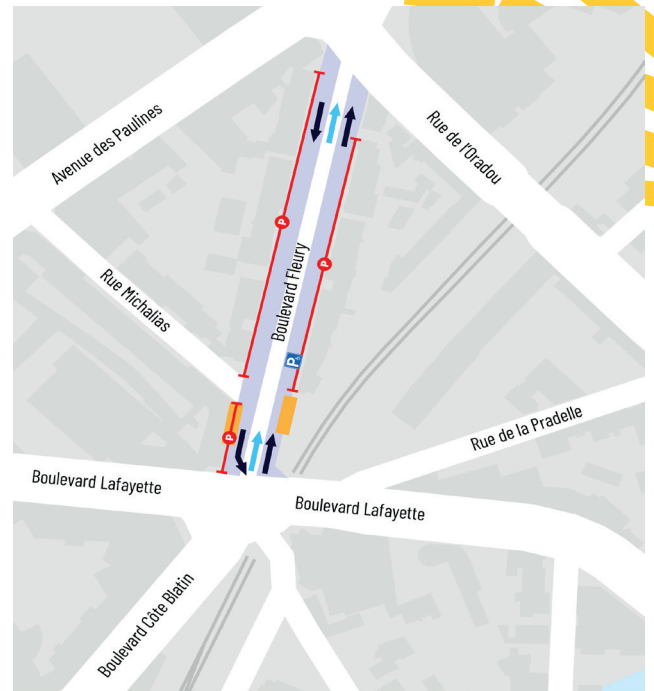 Avenue des Paulines
Rue de l'Oradou
P
P
Boulevard Fleury
Rue Michalias
P
P
Rue de la Pradelle
Boulevard Lafayette
Boulevard Lafayette
Boulevard Côte Blatin